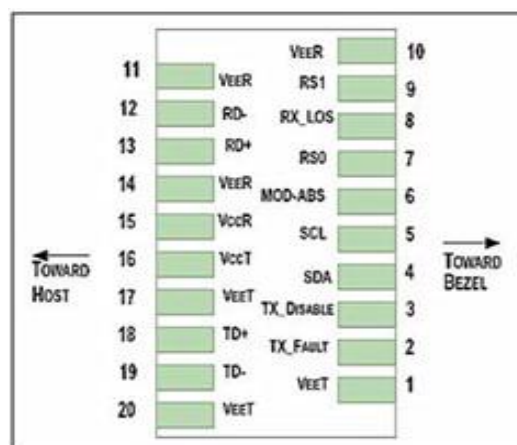 VEER 10
11 VEER RS1 9
12 RD- RX_LOS 8
13 RD+ RS0 7
14 VEER MOD-ABS 6
15 VCCR SCL 5
16 VCCT SDA 4
17 VEET TX_DISABLE 3
18 TD+ TX_FAULT 2
19 TD- VEET 1
20 VEET
TOWARD
HOST
TOWARD
BEZEL